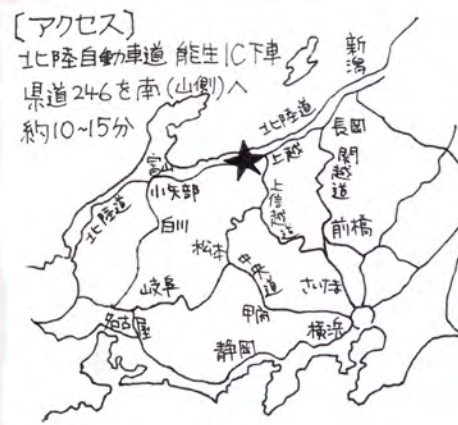 [アクセス]
北陸自動車道 能生IC下車
県道246を南(山側)へ
約10~15分
新潟
北陸道
長岡
関越道
上越
上信越道
富山
小矢部
北陸道
白川
松本
中央道
前橋
さいたま
岐阜
甲府
名古屋
静岡
横浜